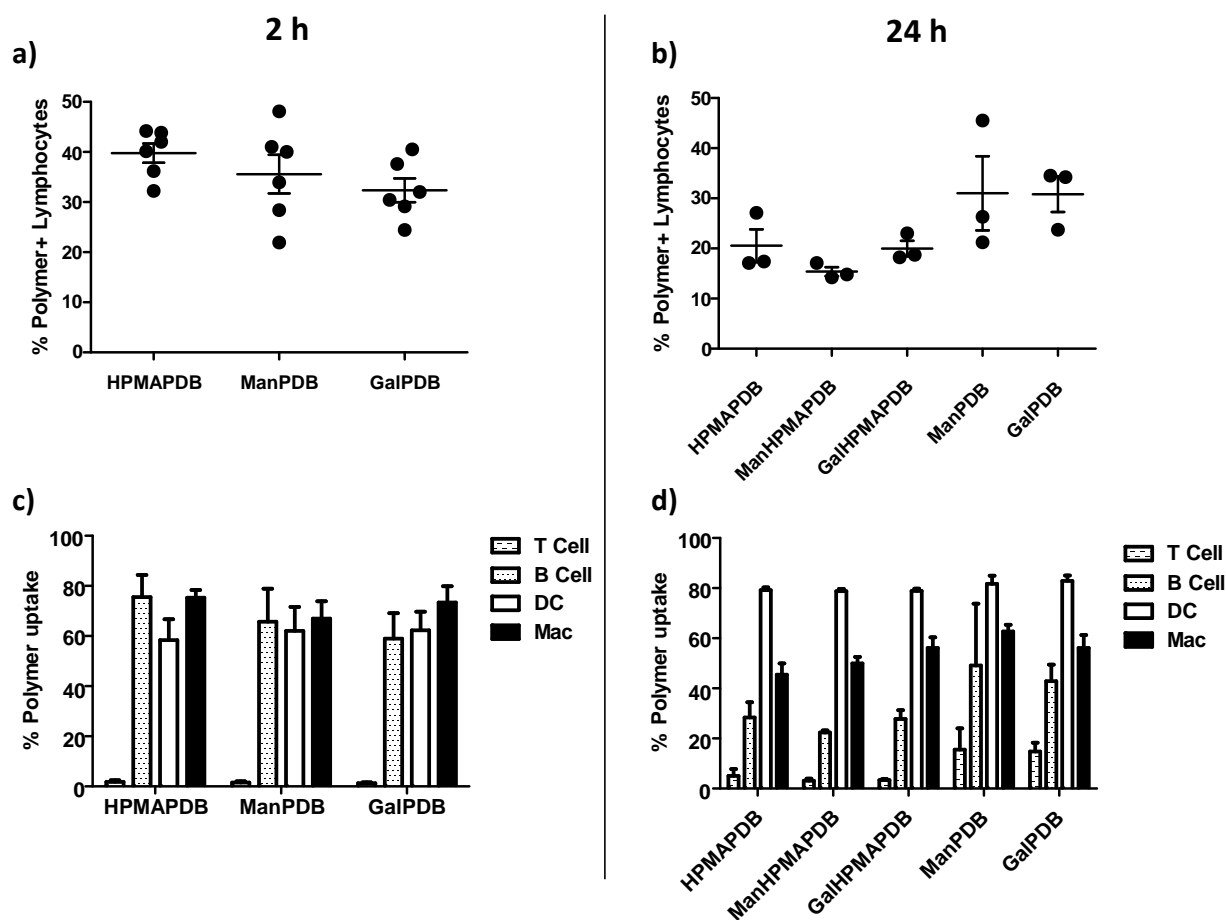 2 h
a)
% Polymer+ Lymphocytes
50
40
30
20
10
0
HPMAPDB ManPDB GalPDB
24 h
b)
% Polymer+ Lymphocytes
50
40
30
20
10
0
HPMAPDB
ManHPMAPDB
GalHPMAPDB
ManPDB
GalPDB
c)
% Polymer uptake
100
80
60
40
20
0
HPMAPDB ManPDB GalPDB
T Cell
B Cell
DC
Mac
d)
% Polymer uptake
100
80
60
40
20
0
HPMAPDB
ManHPMAPDB
GalHPMAPDB
ManPDB
GalPDB
T Cell
B Cell
DC
Mac